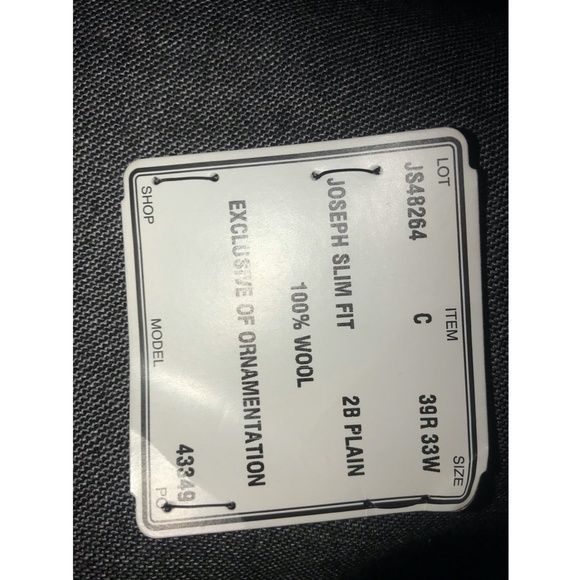 LOT ITEM SIZE
JS48264 C 39R 33W
JOSEPH SLIM FIT 2B PLAIN
100% WOOL
EXCLUSIVE OF ORNAMENTATION
43349
SHOP MODEL